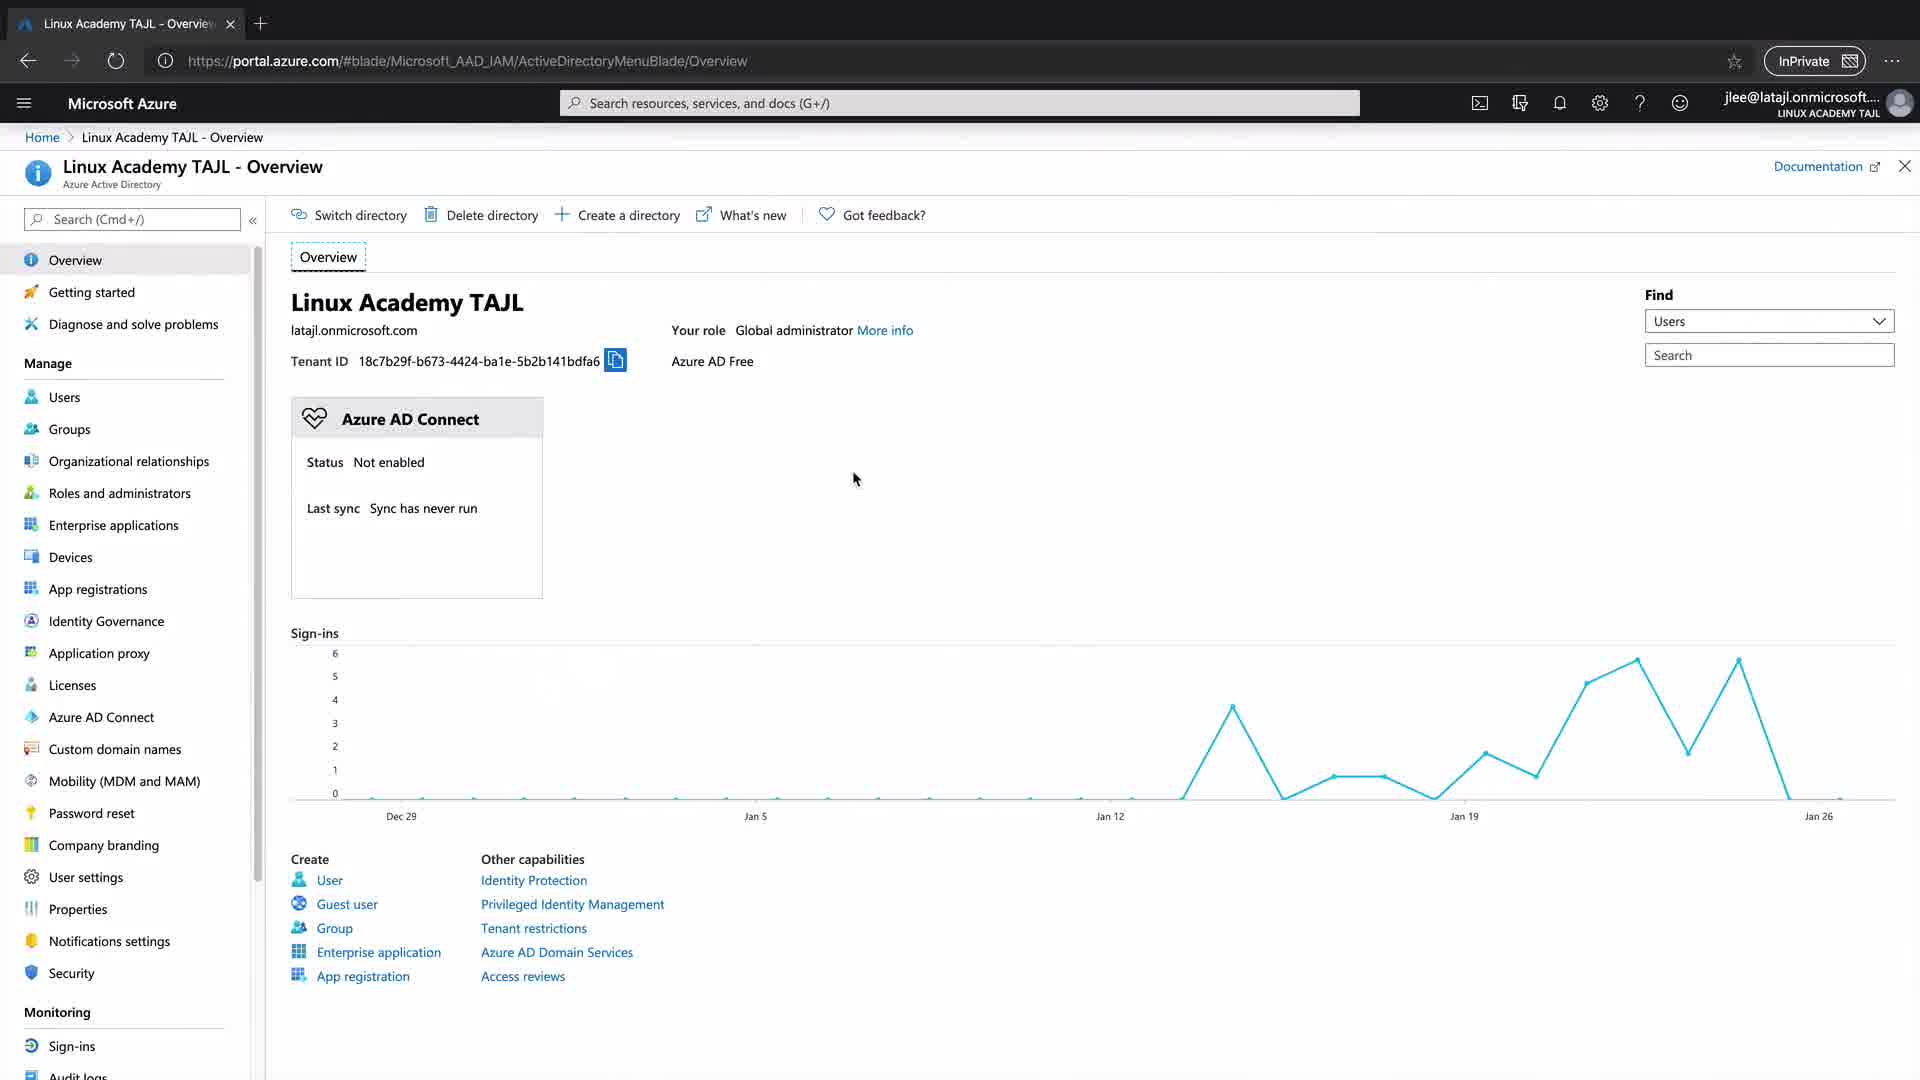 Linux Academy TAJL - Overview
https://portal.azure.com/#blade/Microsoft_AAD_IAM/ActiveDirectoryMenuBlade/Overview
InPrivate
Microsoft Azure
Search resources, services, and docs (G+/)
jlee@latajl.onmicrosoft....
LINUX ACADEMY TAJL
Home > Linux Academy TAJL - Overview
Linux Academy TAJL - Overview
Azure Active Directory
Documentation
Search (Cmd+/)
«
Overview
Getting started
Diagnose and solve problems
Manage
Users
Groups
Organizational relationships
Roles and administrators
Enterprise applications
Devices
App registrations
Identity Governance
Application proxy
Licenses
Azure AD Connect
Custom domain names
Mobility (MDM and MAM)
Password reset
Company branding
User settings
Properties
Notifications settings
Security
Monitoring
Sign-ins
Audit logs
Switch directory
Delete directory
Create a directory
What's new
Got feedback?
Overview
Linux Academy TAJL
latajl.onmicrosoft.com
Your role Global administrator More info
Tenant ID 18c7b29f-b673-4424-ba1e-5b2b141bdfa6
Azure AD Free
Find
Users
Search
Azure AD Connect
Status Not enabled
Last sync Sync has never run
Sign-ins
6
5
4
3
2
1
0
Dec 29
Jan 5
Jan 12
Jan 19
Jan 26
Create
User
Guest user
Group
Enterprise application
App registration
Other capabilities
Identity Protection
Privileged Identity Management
Tenant restrictions
Azure AD Domain Services
Access reviews